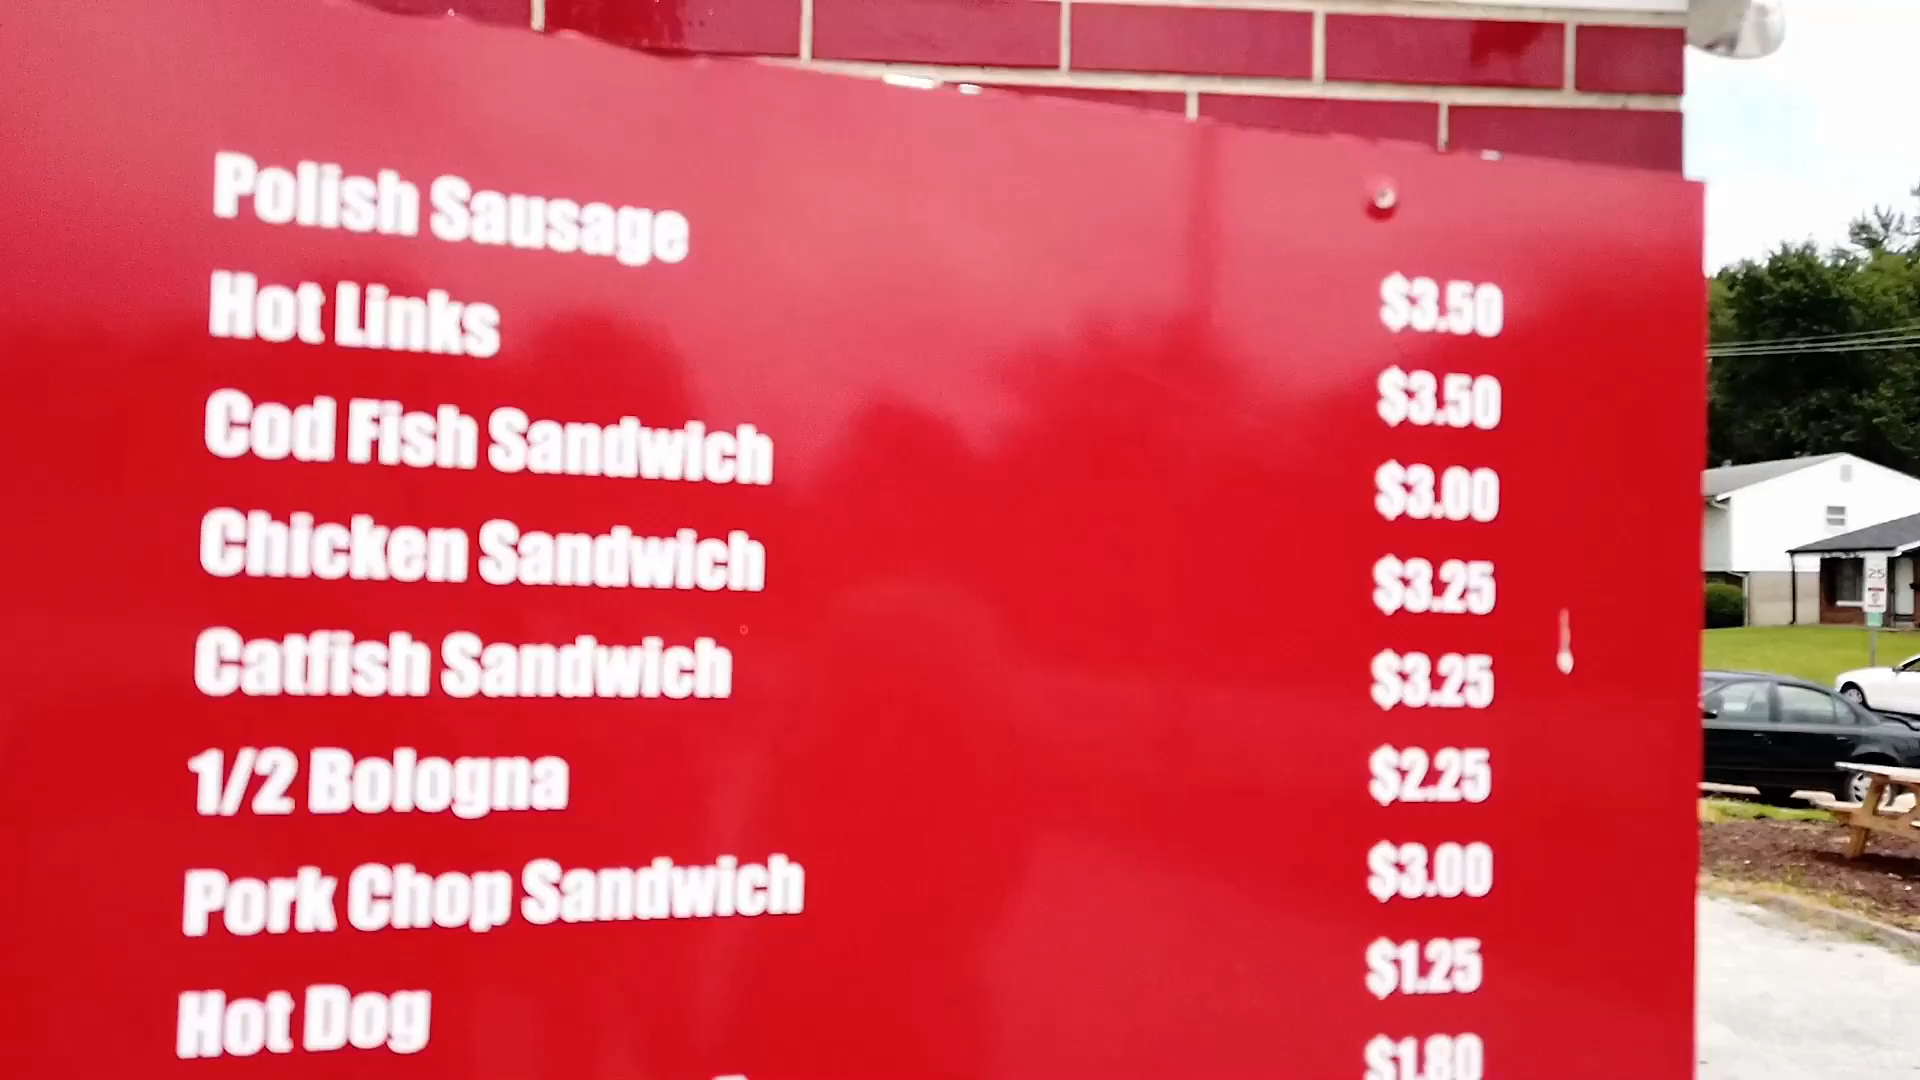 Polish Sausage $3.50
Hot Links $3.50
Cod Fish Sandwich $3.00
Chicken Sandwich $3.25
Catfish Sandwich $3.25
1/2 Bologna $2.25
Pork Chop Sandwich $3.00
Hot Dog $1.25
$1.80
25